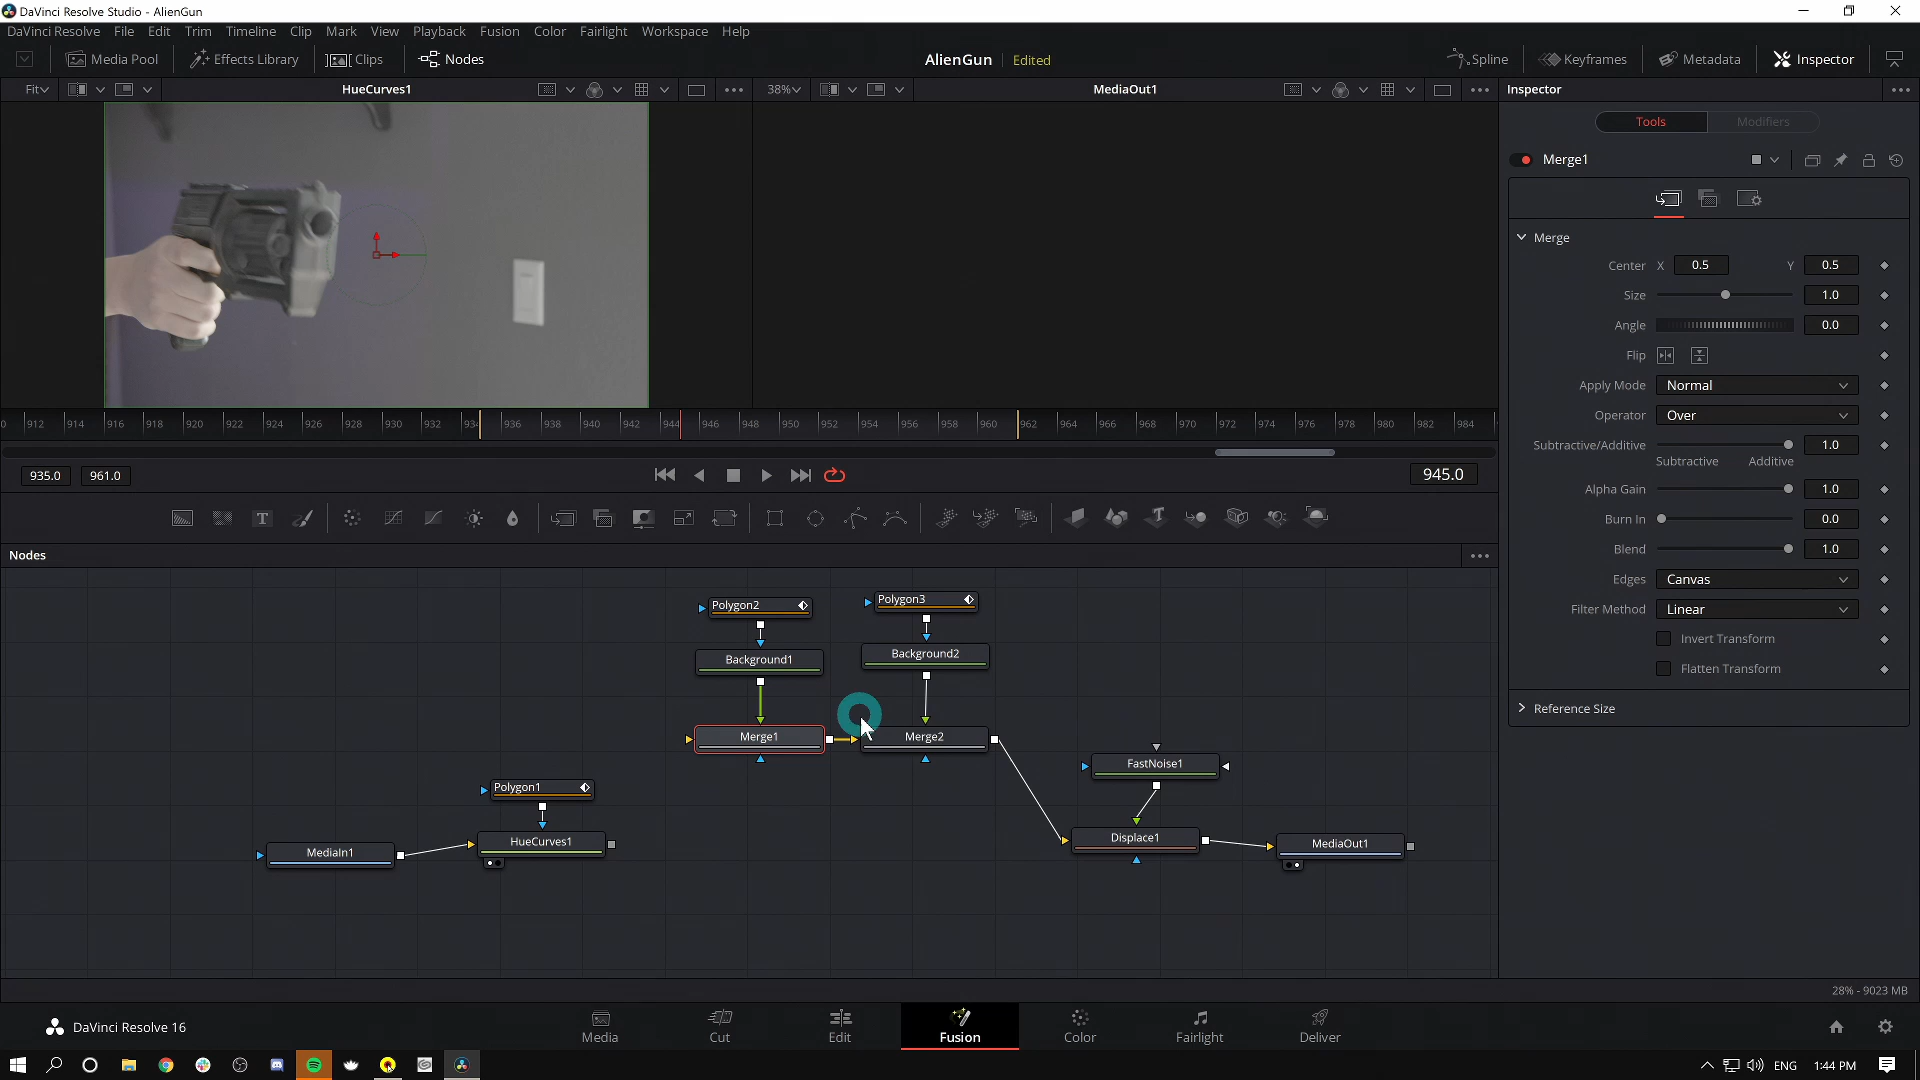 DaVinci Resolve Studio - AlienGun
DaVinci Resolve File Edit Trim Timeline Clip Mark View Playback Fusion Color Fairlight Workspace Help
Media Pool Effects Library Clips Nodes AlienGun Edited Spline Keyframes Metadata Inspector
Fit HueCurves1 38% MediaOut1 Inspector
Tools Modifiers
Merge1
Merge
Center X 0.5 Y 0.5
Size 1.0
Angle 0.0
Flip
Apply Mode Normal
Operator Over
Subtractive/Additive 1.0
Subtractive Additive
Alpha Gain 1.0
Burn In 0.0
Blend 1.0
Edges Canvas
Filter Method Linear
Invert Transform
Flatten Transform
Reference Size
0 912 914 916 918 920 922 924 926 928 930 932 934 936 938 940 942 944 946 948 950 952 954 956 958 960 962 964 966 968 970 972 974 976 978 980 982 984
935.0 961.0 945.0
Nodes
Polygon2 Polygon3
Background1 Background2
Merge1 Merge2
FastNoise1
Polygon1
HueCurves1 Displace1 MediaOut1
MediaIn1
28% - 9023 MB
DaVinci Resolve 16 Media Cut Edit Fusion Color Fairlight Deliver
ENG 1:44 PM